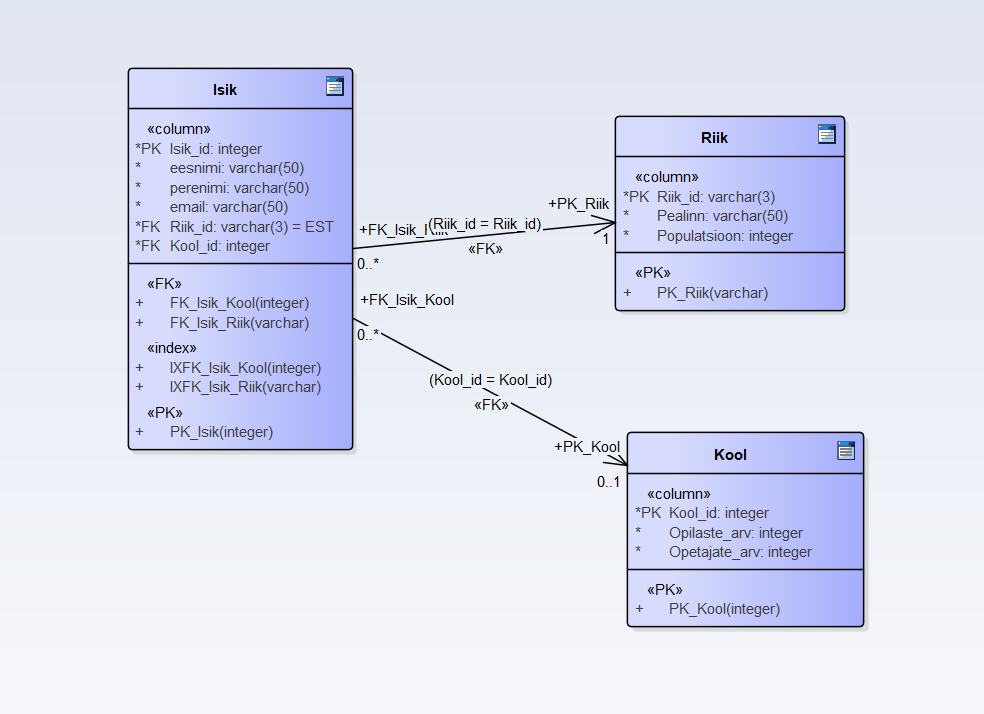 Isik
«column»
*PK Isik_id: integer
* eesnimi: varchar(50)
* perenimi: varchar(50)
* email: varchar(50)
*FK Riik_id: varchar(3) = EST
*FK Kool_id: integer
«FK»
+ FK_Isik_Kool(integer)
+ FK_Isik_Riik(varchar)
«index»
+ IXFK_Isik_Kool(integer)
+ IXFK_Isik_Riik(varchar)
«PK»
+ PK_Isik(integer)
+FK_Isik_
0..*
(Riik_id = Riik_id)
«FK»
+PK_Riik
1
Riik
«column»
*PK Riik_id: varchar(3)
* Pealinn: varchar(50)
* Populatsioon: integer
«PK»
+ PK_Riik(varchar)
+FK_Isik_Kool
0..*
(Kool_id = Kool_id)
«FK»
+PK_Kool
0..1
Kool
«column»
*PK Kool_id: integer
* Opilaste_arv: integer
* Opetajate_arv: integer
«PK»
+ PK_Kool(integer)